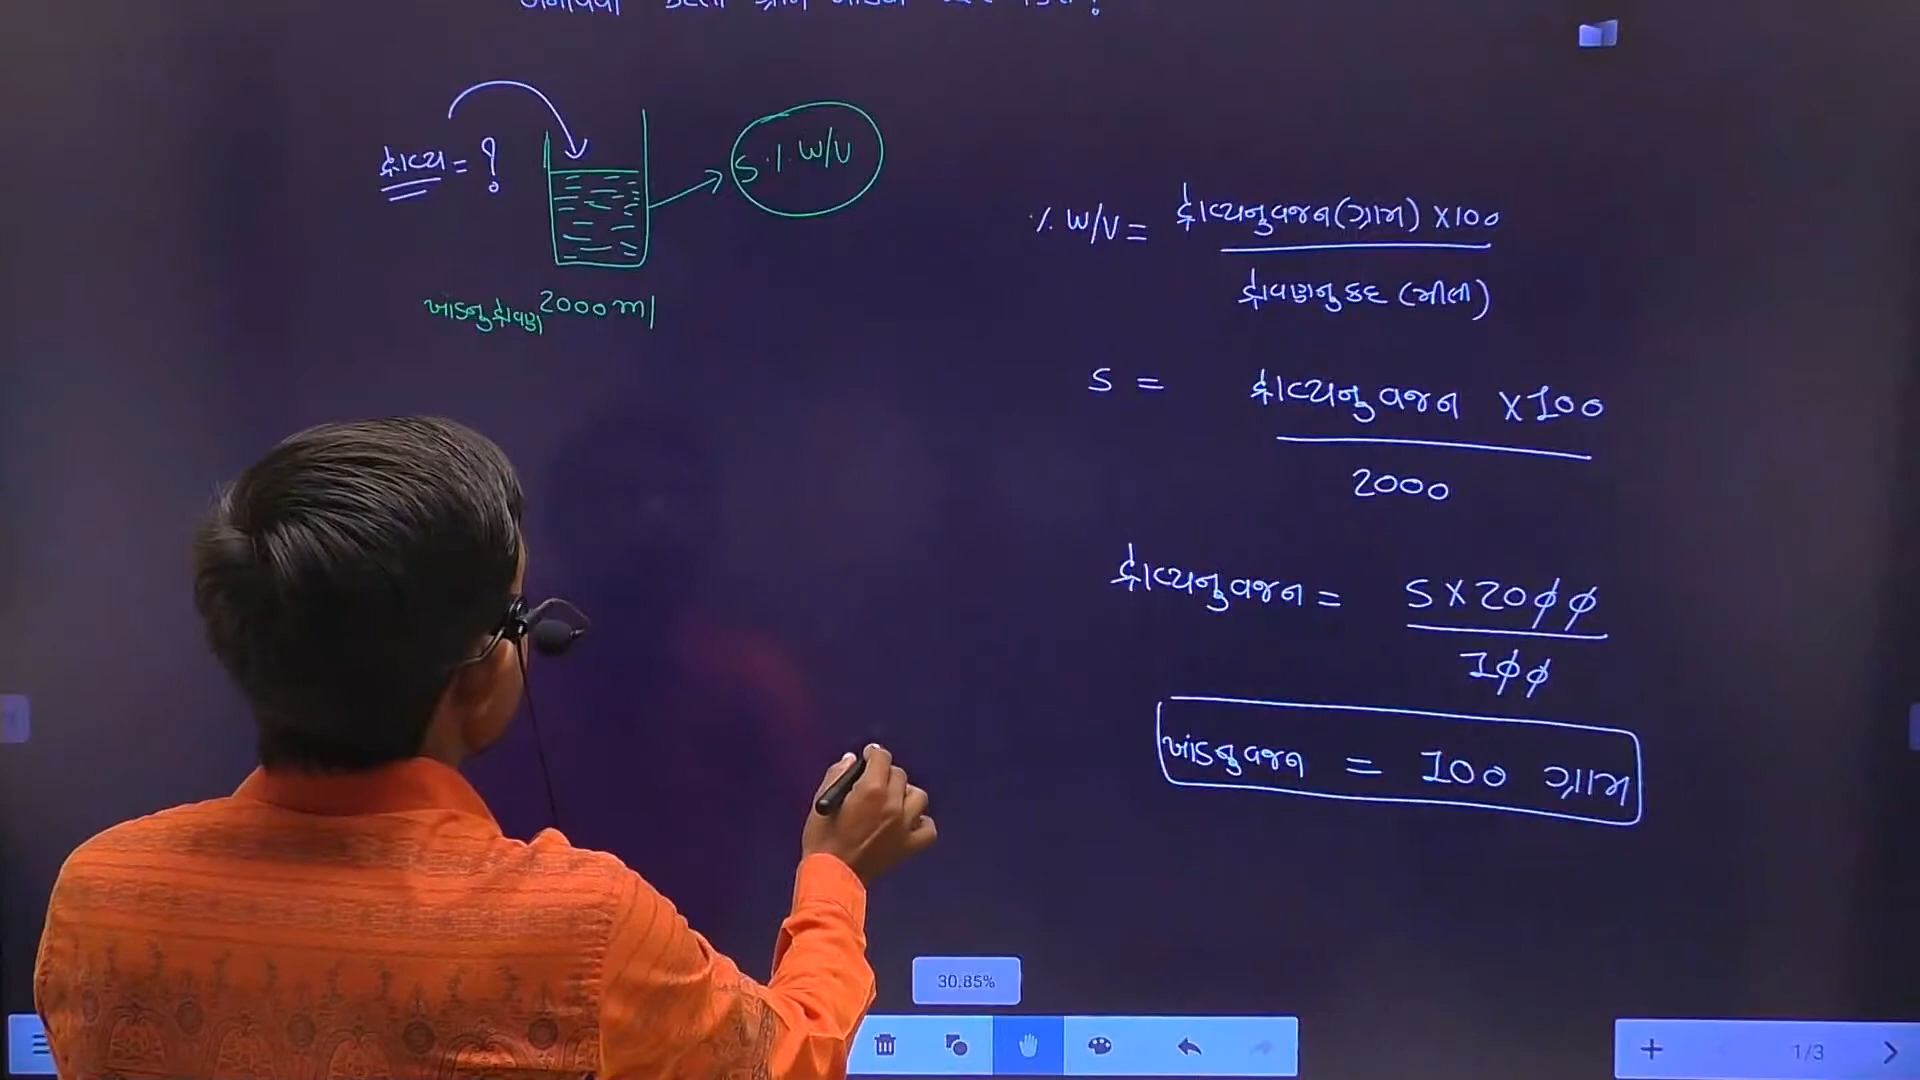 દ્રાવ્ય = ?
5 % W/V
ખાંડનુ દ્રાવણ 2000 ml
% W/V = દ્રાવ્યનુ વજન (ગ્રામ) X 100
દ્રાવણનુ કદ (મીલી)
5 = દ્રાવ્યનુ વજન X 100
2000
દ્રાવ્યનુ વજન = 5 X 2000
100
ખાંડનુ વજન = 100 ગ્રામ
30.85%
1/3